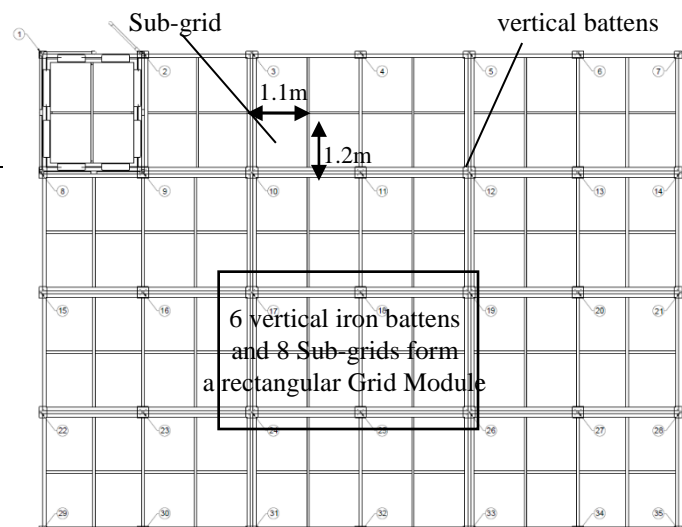 Sub-grid vertical battens
1
2 3 4 5 6 7
1.1m
1.2m
8 9 10 11 12 13 14
15 16 17 18 19 20 21
6 vertical iron battens
and 8 Sub-grids form
a rectangular Grid Module
22 23 24 25 26 27 28
29 30 31 32 33 34 35